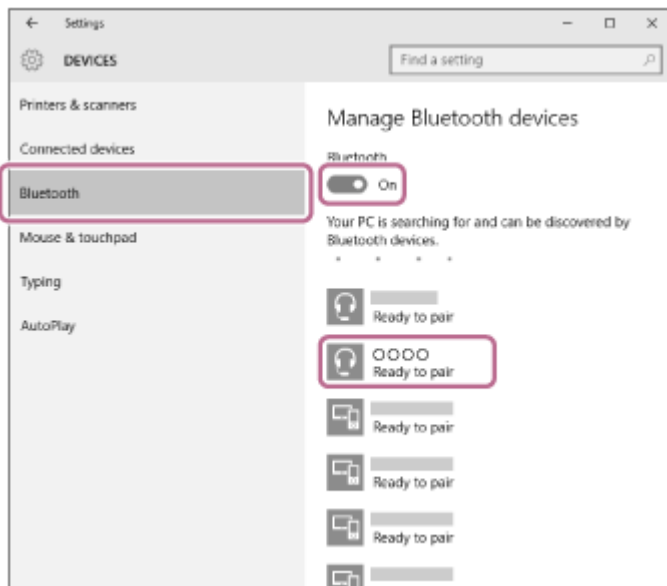 Settings
DEVICES
Find a setting
Printers & scanners
Connected devices
Bluetooth
Mouse & touchpad
Typing
AutoPlay
Manage Bluetooth devices
Bluetooth
On
Your PC is searching for and can be discovered by
Bluetooth devices.
Ready to pair
○○○○
Ready to pair
Ready to pair
Ready to pair
Ready to pair